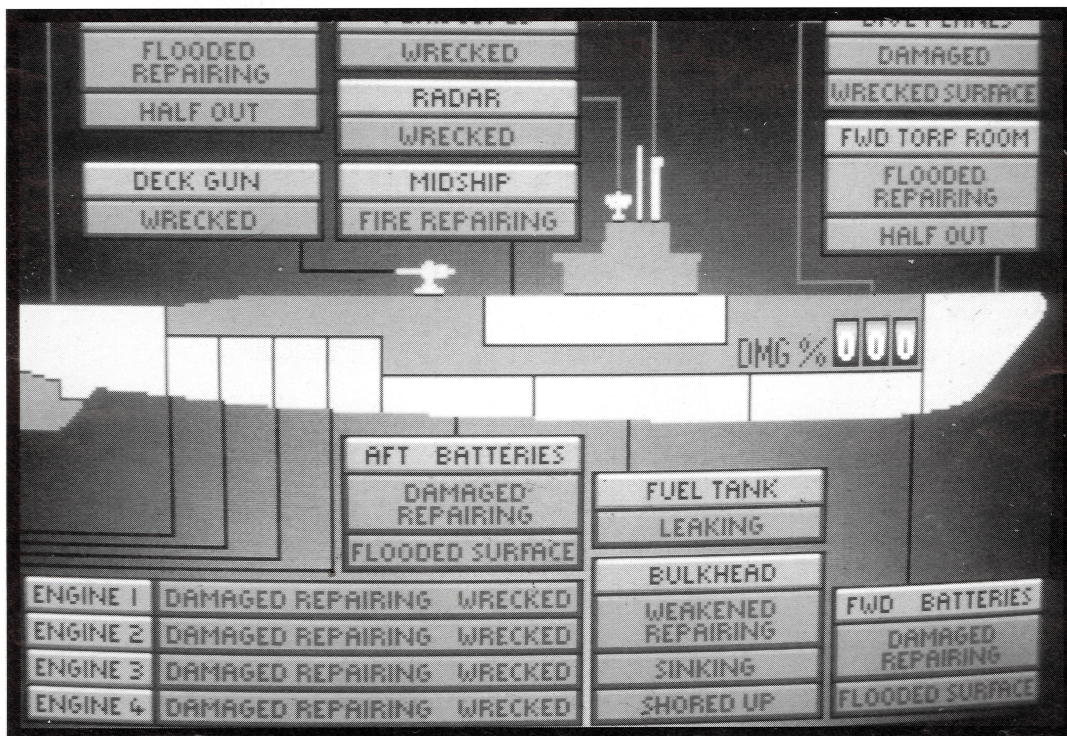 FLOODED
REPAIRING
HALF OUT
DECK GUN
WRECKED
WRECKED
RADAR
WRECKED
MIDSHIP
FIRE REPAIRING
DIVE PLANES
DAMAGED
WRECKED SURFACE
FWD TORP ROOM
FLOODED
REPAIRING
HALF OUT
DMG % 000
AFT BATTERIES
DAMAGED
REPAIRING
FLOODED SURFACE
FUEL TANK
LEAKING
BULKHEAD
WEAKENED
REPAIRING
SINKING
SHORED UP
FWD BATTERIES
DAMAGED
REPAIRING
FLOODED SURFACE
ENGINE 1 DAMAGED REPAIRING WRECKED
ENGINE 2 DAMAGED REPAIRING WRECKED
ENGINE 3 DAMAGED REPAIRING WRECKED
ENGINE 4 DAMAGED REPAIRING WRECKED